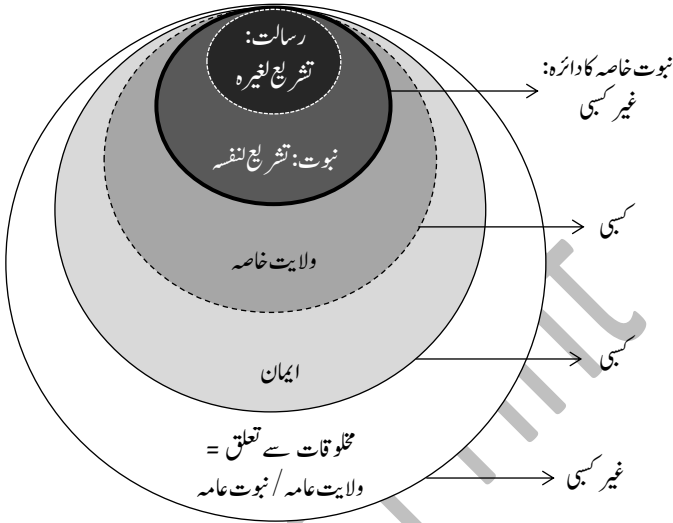 رسالت:
تشریع لغیرہ
نبوت خاصہ کا دائرہ:
غیر کسبی
نبوت: تشریع لنفسہ
کسبی
ولایت خاصہ
کسبی
ایمان
مخلوقات سے تعلق =
ولایت عامہ / نبوت عامہ
غیر کسبی